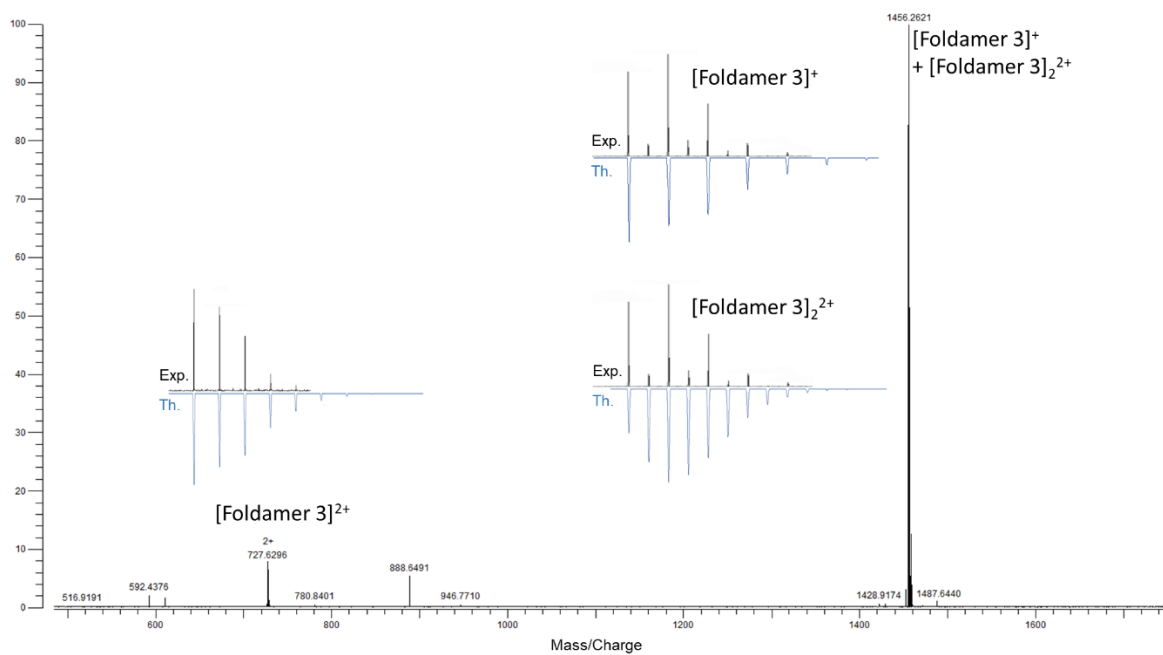 1456.2621
[Foldamer 3]⁺
+ [Foldamer 3]₂²⁺
[Foldamer 3]⁺
Exp.
Th.
[Foldamer 3]₂²⁺
Exp.
Th.
Exp.
Th.
[Foldamer 3]²⁺
2+
727.6296
888.6491
592.4376
516.9191
780.8401
946.7710
1428.9174
1487.6440
100
90
80
70
60
50
40
30
20
10
0
600 800 1000 1200 1400 1600
Mass/Charge